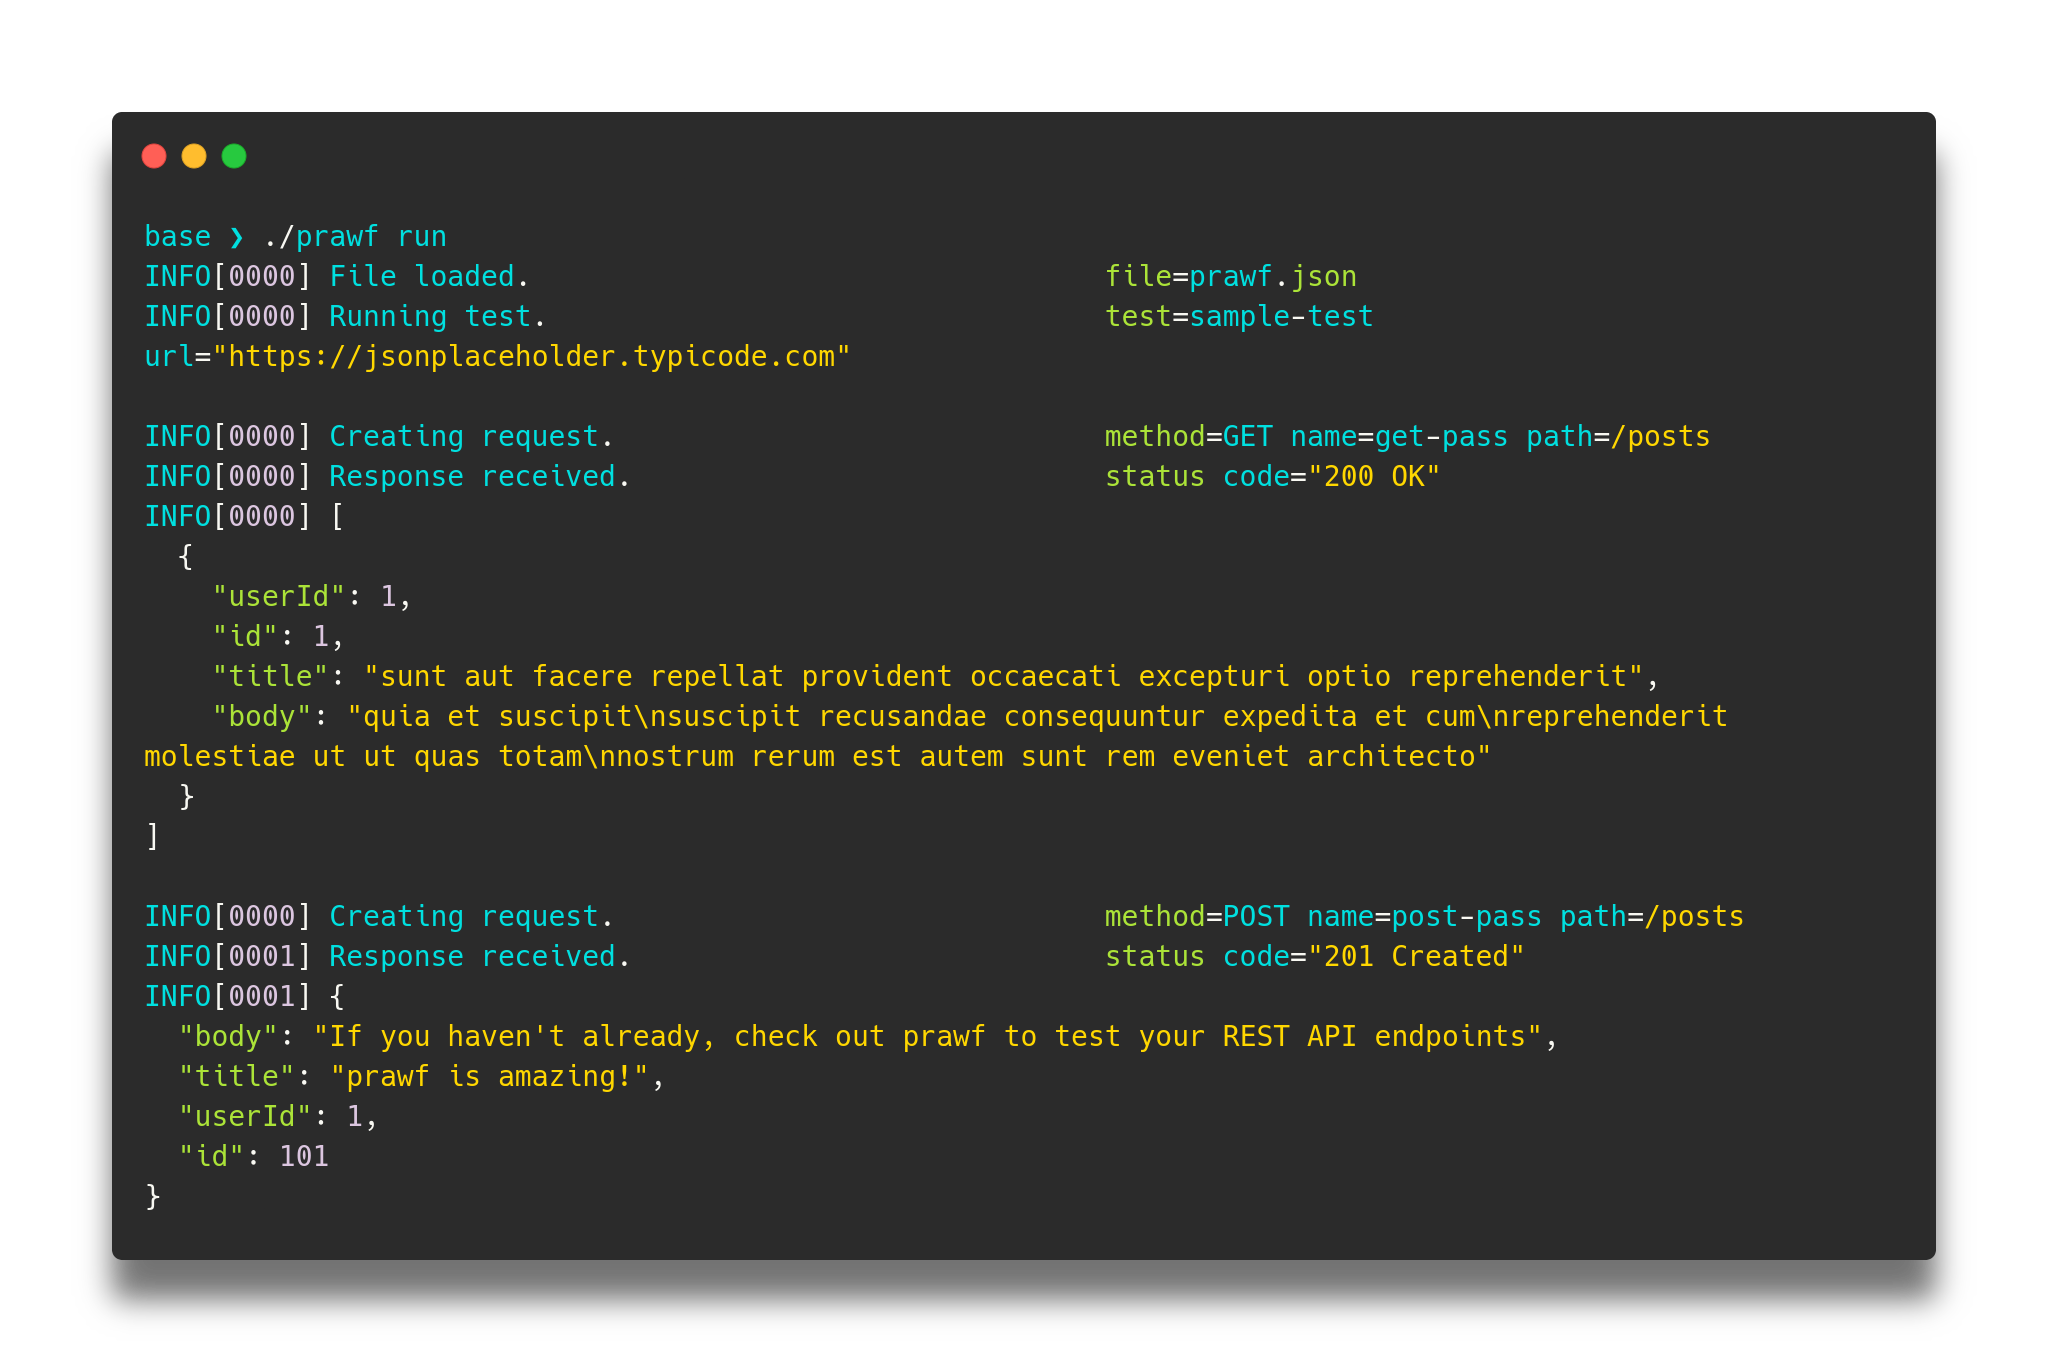 base ❯ ./prawf run
INFO[0000] File loaded.                                  file=prawf.json
INFO[0000] Running test.                                 test=sample-test
url="https://jsonplaceholder.typicode.com"

INFO[0000] Creating request.                             method=GET name=get-pass path=/posts
INFO[0000] Response received.                            status code="200 OK"
INFO[0000] [
  {
    "userId": 1,
    "id": 1,
    "title": "sunt aut facere repellat provident occaecati excepturi optio reprehenderit",
    "body": "quia et suscipit\nsuscipit recusandae consequuntur expedita et cum\nreprehenderit
molestiae ut ut quas totam\nnostrum rerum est autem sunt rem eveniet architecto"
  }
]

INFO[0000] Creating request.                             method=POST name=post-pass path=/posts
INFO[0001] Response received.                            status code="201 Created"
INFO[0001] {
  "body": "If you haven't already, check out prawf to test your REST API endpoints",
  "title": "prawf is amazing!",
  "userId": 1,
  "id": 101
}